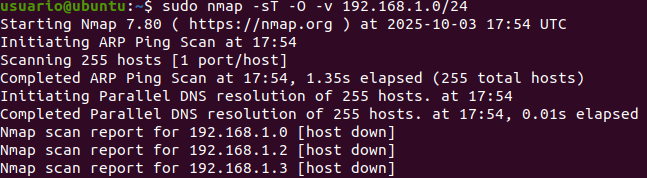 usuario@ubuntu:~$ sudo nmap -sT -O -v 192.168.1.0/24
Starting Nmap 7.80 ( https://nmap.org ) at 2025-10-03 17:54 UTC
Initiating ARP Ping Scan at 17:54
Scanning 255 hosts [1 port/host]
Completed ARP Ping Scan at 17:54, 1.35s elapsed (255 total hosts)
Initiating Parallel DNS resolution of 255 hosts. at 17:54
Completed Parallel DNS resolution of 255 hosts. at 17:54, 0.01s elapsed
Nmap scan report for 192.168.1.0 [host down]
Nmap scan report for 192.168.1.2 [host down]
Nmap scan report for 192.168.1.3 [host down]